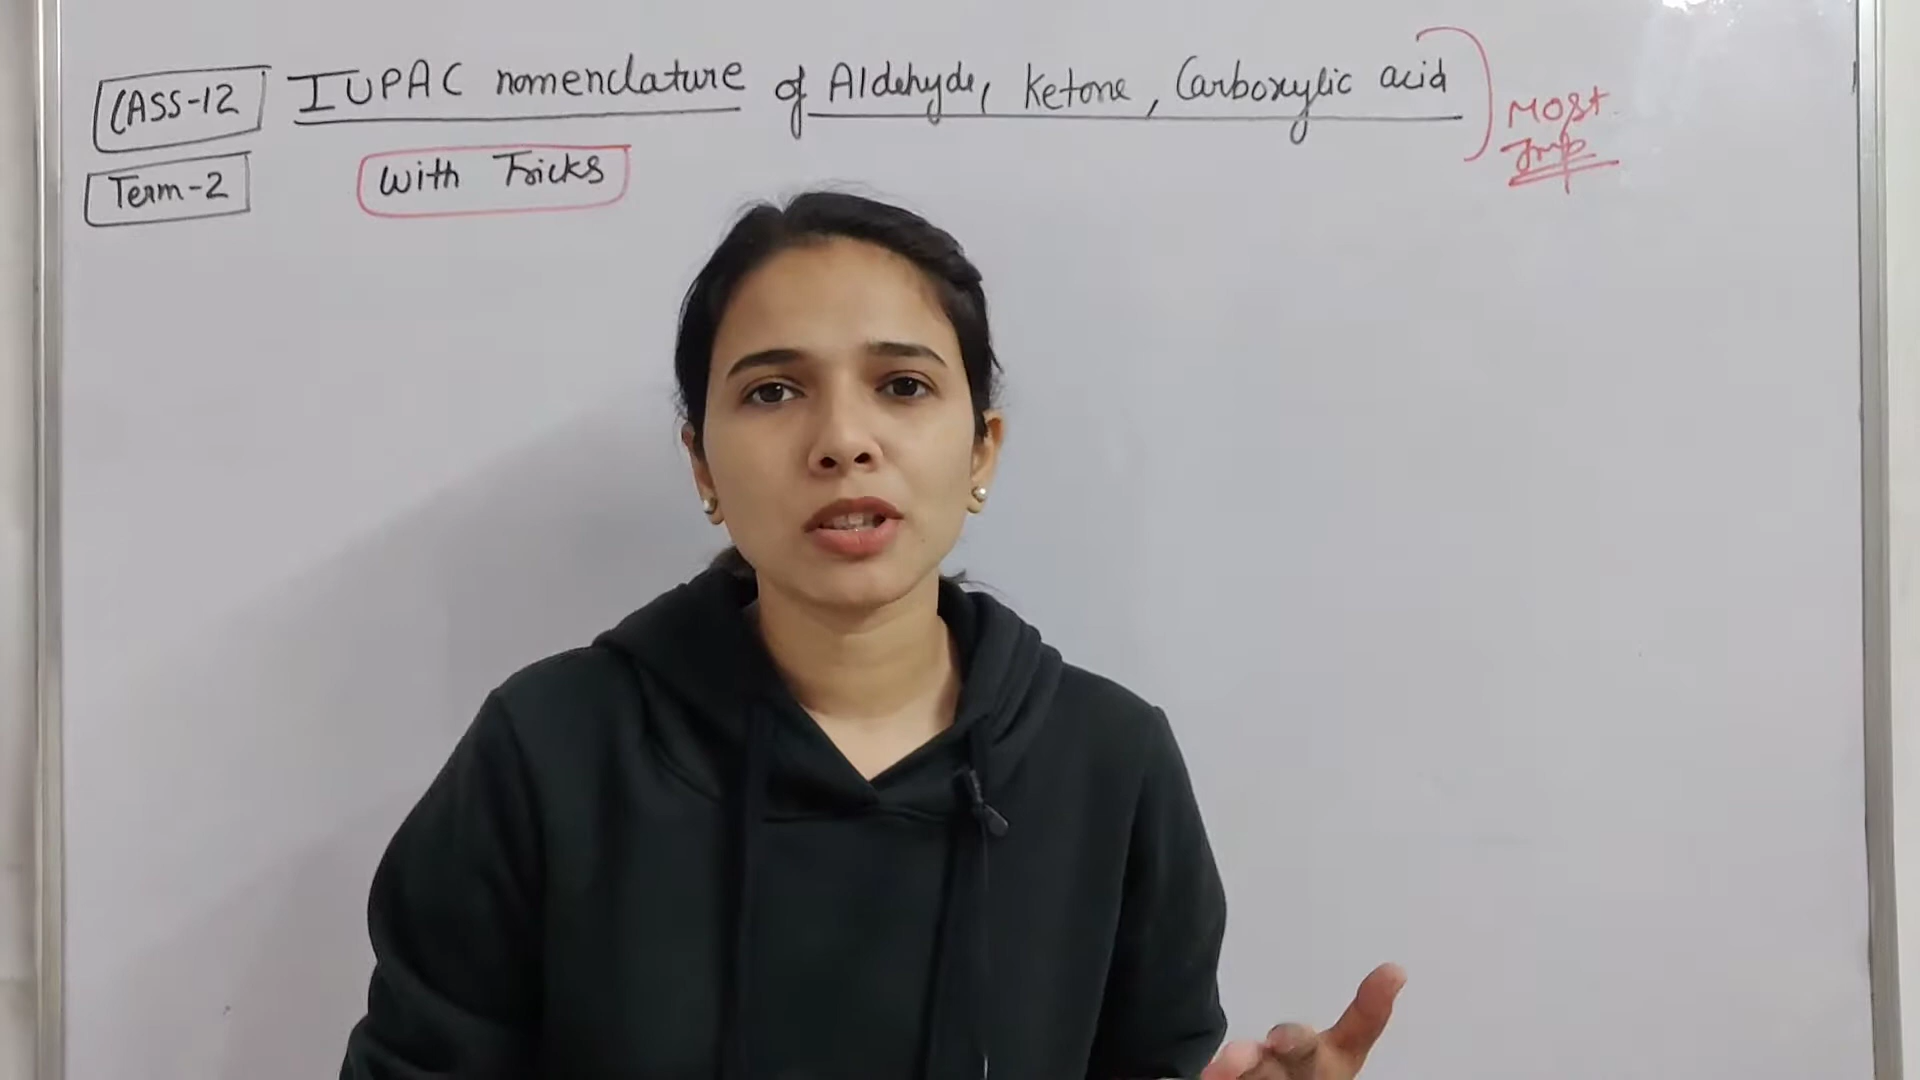 CASS-12 IUPAC nomenclature of Aldehyde, Ketone, Carboxylic acid
Most
Imp
Term-2 With Tricks